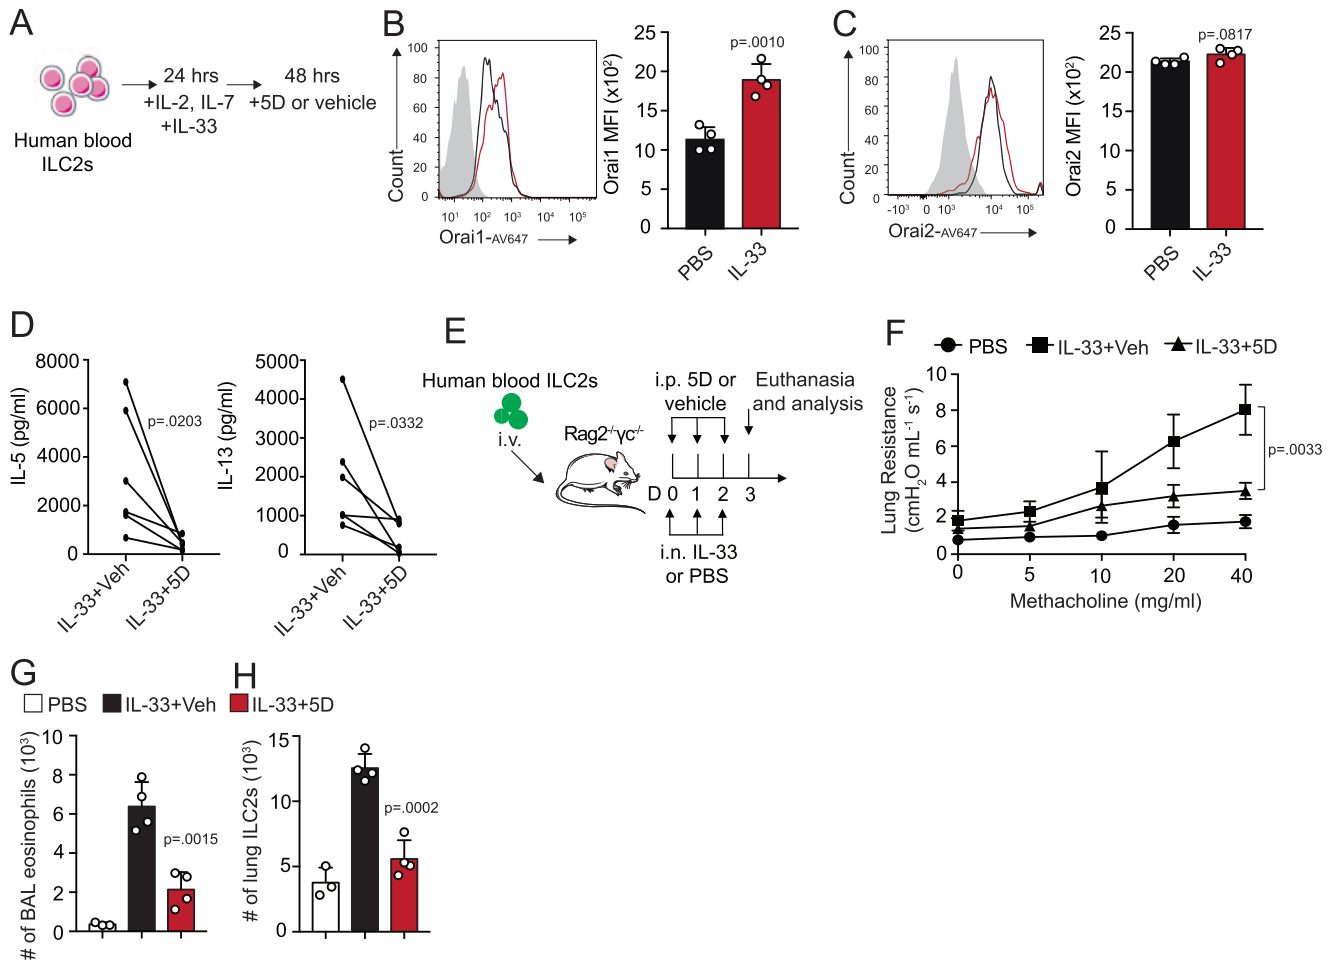 A
24 hrs
+IL-2, IL-7
+IL-33
48 hrs
+5D or vehicle
Human blood
ILC2s
B
100
80
60
40
20
0
Count
10¹ 10² 10³ 10⁴ 10⁵
Orai1-AV647
Orai1 MFI (x10²)
25
20
15
10
5
0
p=.0010
PBS
IL-33
C
100
80
60
40
20
0
Count
-10³ 0 10³ 10⁴ 10⁵
Orai2-AV647
Orai2 MFI (x10²)
25
20
15
10
5
0
p=.0817
PBS
IL-33
D
IL-5 (pg/ml)
8000
6000
4000
2000
0
p=.0203
IL-33+Veh
IL-33+5D
IL-13 (pg/ml)
5000
4000
3000
2000
1000
0
p=.0332
IL-33+Veh
IL-33+5D
E
Human blood ILC2s
i.v.
Rag2⁻/⁻γc⁻/⁻
i.p. 5D or
vehicle
Euthanasia
and analysis
D 0 1 2 3
i.n. IL-33
or PBS
F
PBS IL-33+Veh IL-33+5D
Lung Resistance
(cmH₂O mL⁻¹ s⁻¹)
10
8
6
4
2
0
p=.0033
0 5 10 20 40
Methacholine (mg/ml)
G
H
PBS IL-33+Veh IL-33+5D
# of BAL eosinophils (10³)
10
8
6
4
2
0
p=.0015
# of lung ILC2s (10³)
15
10
5
0
p=.0002